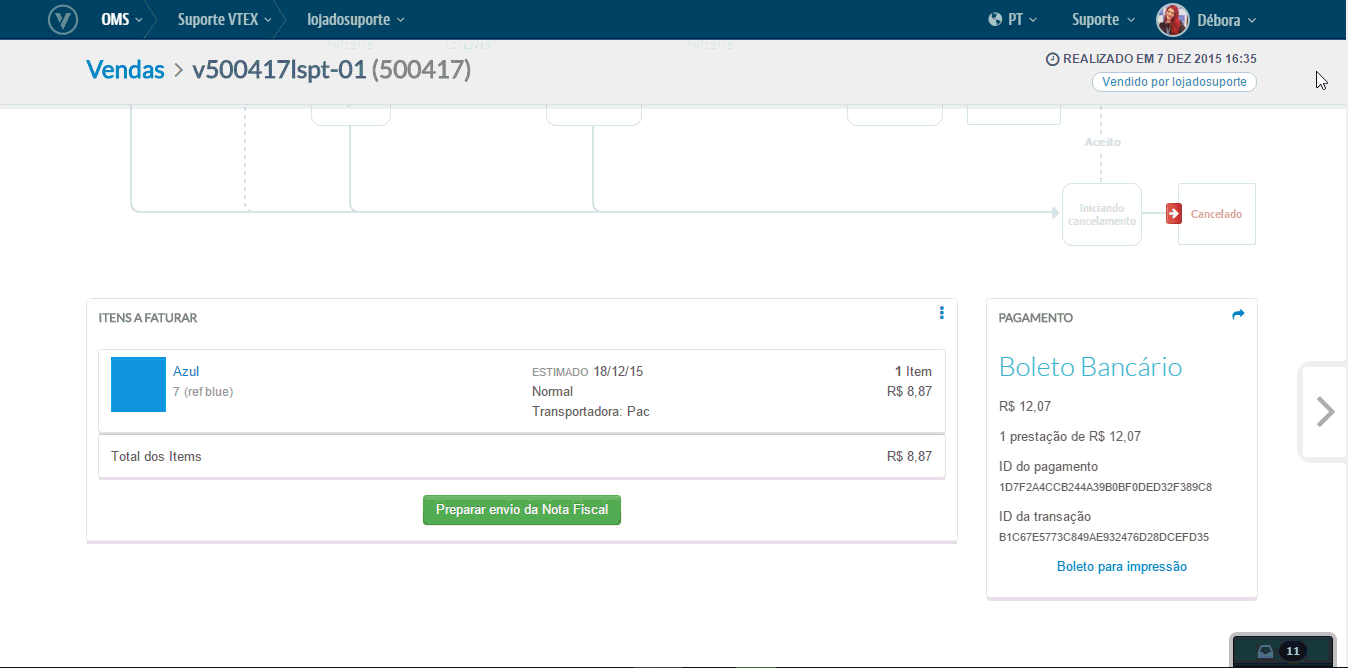 OMS
Suporte VTEX
lojadosuporte
PT
Suporte
Débora
Vendas > v500417lspt-01 (500417)
REALIZADO EM 7 DEZ 2015 16:35
Vendido por lojadosuporte
Aceito
Iniciando
cancelamento
Cancelado
ITENS A FATURAR
Azul
7 (ref blue)
ESTIMADO 18/12/15
Normal
Transportadora: Pac
1 Item
R$ 8,87
Total dos Items
R$ 8,87
Preparar envio da Nota Fiscal
PAGAMENTO
Boleto Bancário
R$ 12,07
1 prestação de R$ 12,07
ID do pagamento
1D7F2A4CCB244A39B0BF0DED32F389C8
ID da transação
B1C67E5773C849AE932476D28DCEFD35
Boleto para impressão
11